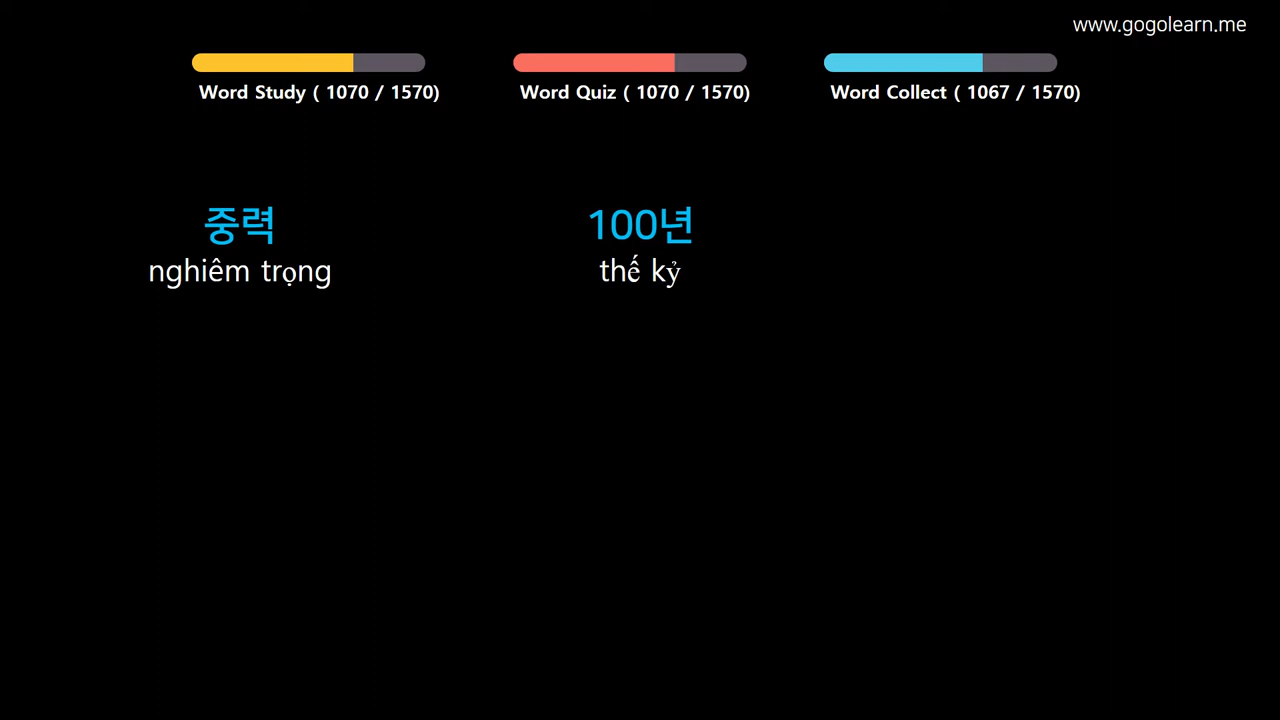 www.gogolearn.me
Word Study ( 1070 / 1570)
Word Quiz ( 1070 / 1570)
Word Collect ( 1067 / 1570)
중력
nghiêm trọng
100년
thế kỷ